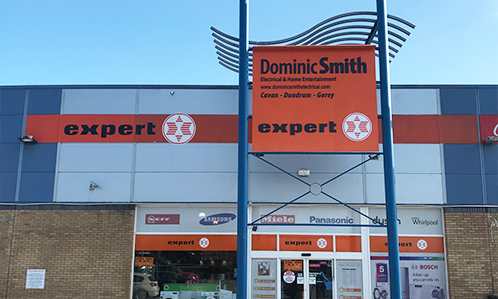 DominicSmith
Electrical & Home Entertainment
www.dominicsmithelectrical.com
Cavan - Dundrum - Gorey
expert
expert
NEFF
SAMSUNG
Miele
Panasonic
dyson
Whirlpool
expert
expert
expert
5
BOSCH